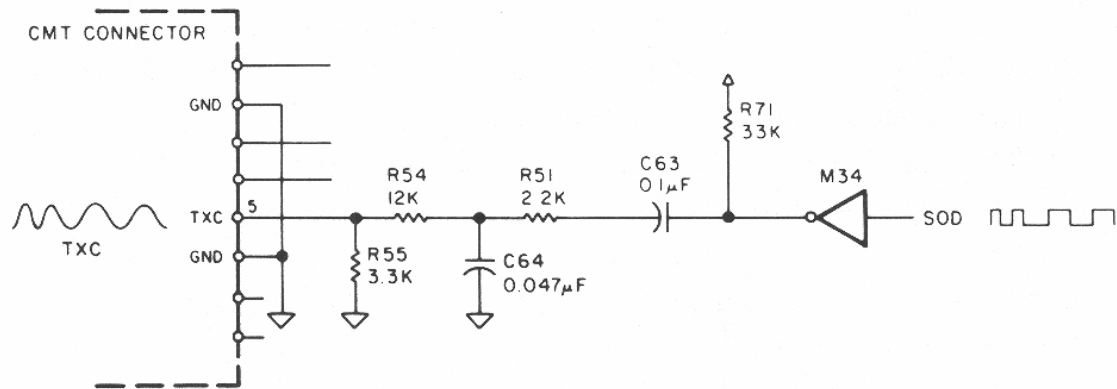 CMT CONNECTOR
GND
R71
33K
C63
0.1µF
M34
R54
12K
R51
2.2K
TXC
5
SOD
TXC
GND
R55
3.3K
C64
0.047µF